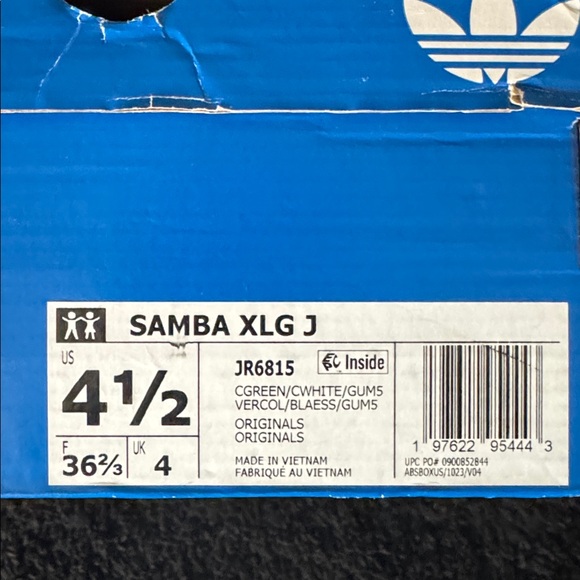 SAMBA XLG J
US
4½
F
36⅔
UK
4
JR6815
Inside
CGREEN/CWHITE/GUM5
VERCOL/BLAESS/GUM5
ORIGINALS
ORIGINALS
MADE IN VIETNAM
FABRIQUÉ AU VIETNAM
1 97622 95444 3
UPC PO# 0900852844
ABSBOXUS/1023/V04